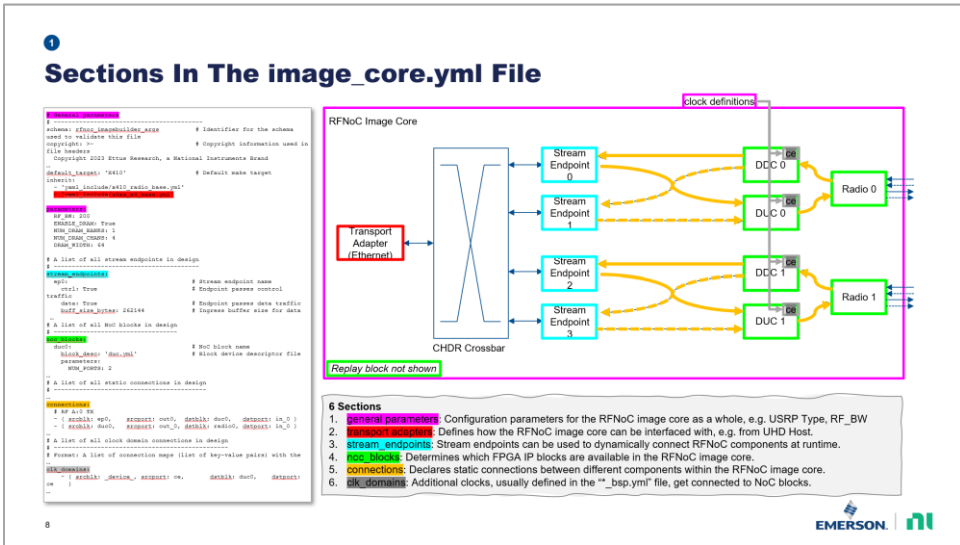 1
Sections In The image_core.yml File
# General parameters
# ----------------------------------------
schema: rfnoc_imagebuilder_args # Identifier for the schema
used to validate this file
copyright: >- # Copyright information used in
file headers
Copyright 2023 Ettus Research, a National Instruments Brand
…
default_target: 'X410' # Default make target
inherit:
- 'yaml_include/x410_radio_base.yml'
parameters:
RF_BW: 200
ENABLE_DRAM: True
NUM_DRAM_BANKS: 1
NUM_DRAM_CHANS: 4
DRAM_WIDTH: 64
# A list of all stream endpoints in design
# ----------------------------------------
stream_endpoints:
ep0: # Stream endpoint name
ctrl: True # Endpoint passes control
traffic
data: True # Endpoint passes data traffic
buff_size_bytes: 262144 # Ingress buffer size for data
…
# A list of all NoC blocks in design
# ----------------------------------
noc_blocks:
duc0: # NoC block name
block_desc: 'duc.yml' # Block device descriptor file
parameters:
NUM_PORTS: 2
…
# A list of all static connections in design
# ------------------------------------------
connections:
# RF A:0 TX
- { srcblk: ep0, srcport: out0, dstblk: duc0, dstport: in_0 }
- { srcblk: duc0, srcport: out_0, dstblk: radio0, dstport: in_0 }
…
# A list of all clock domain connections in design
# ------------------------------------------
# Format: A list of connection maps (list of key-value pairs) with the
…
clk_domains:
- { srcblk: _device_, srcport: ce, dstblk: duc0, dstport:
ce }
…
clock definitions
RFNoC Image Core
Stream
Endpoint
0
DDC 0
ce
Radio 0
Stream
Endpoint
1
DUC 0
ce
Transport
Adapter
(Ethernet)
Stream
Endpoint
2
DDC 1
ce
Radio 1
Stream
Endpoint
3
DUC 1
ce
CHDR Crossbar
Replay block not shown
6 Sections
1. general parameters: Configuration parameters for the RFNoC image core as a whole, e.g. USRP Type, RF_BW
2. transport adapters: Defines how the RFNoC image core can be interfaced with, e.g. from UHD Host.
3. stream_endpoints: Stream endpoints can be used to dynamically connect RFNoC components at runtime.
4. noc_blocks: Determines which FPGA IP blocks are available in the RFNoC image core.
5. connections: Declares static connections between different components within the RFNoC image core.
6. clk_domains: Additional clocks, usually defined in the "*_bsp.yml" file, get connected to NoC blocks.
8
EMERSON. ni